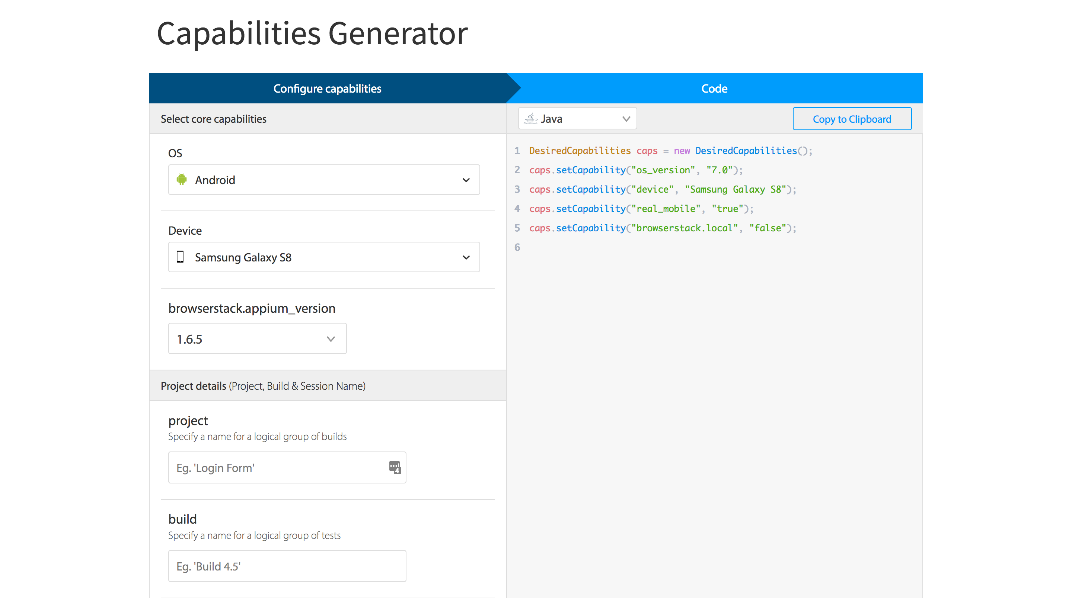 Capabilities Generator
Configure capabilities
Code
Select core capabilities
Java
Copy to Clipboard
OS
Android
Device
Samsung Galaxy S8
browserstack.appium_version
1.6.5
Project details (Project, Build & Session Name)
project
Specify a name for a logical group of builds
Eg. 'Login Form'
build
Specify a name for a logical group of tests
Eg. 'Build 4.5'
1 DesiredCapabilities caps = new DesiredCapabilities();
2 caps.setCapability("os_version", "7.0");
3 caps.setCapability("device", "Samsung Galaxy S8");
4 caps.setCapability("real_mobile", "true");
5 caps.setCapability("browserstack.local", "false");
6